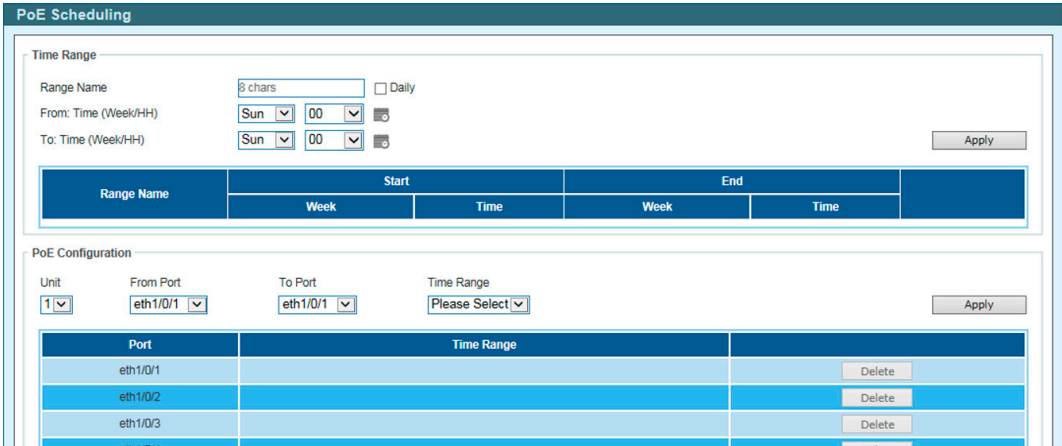 PoE Scheduling
Time Range
Range Name 8 chars Daily
From: Time (Week/HH) Sun 00
To: Time (Week/HH) Sun 00 Apply
Range Name Start End
Week Time Week Time
PoE Configuration
Unit From Port To Port Time Range
1 eth1/0/1 eth1/0/1 Please Select Apply
Port Time Range
eth1/0/1 Delete
eth1/0/2 Delete
eth1/0/3 Delete